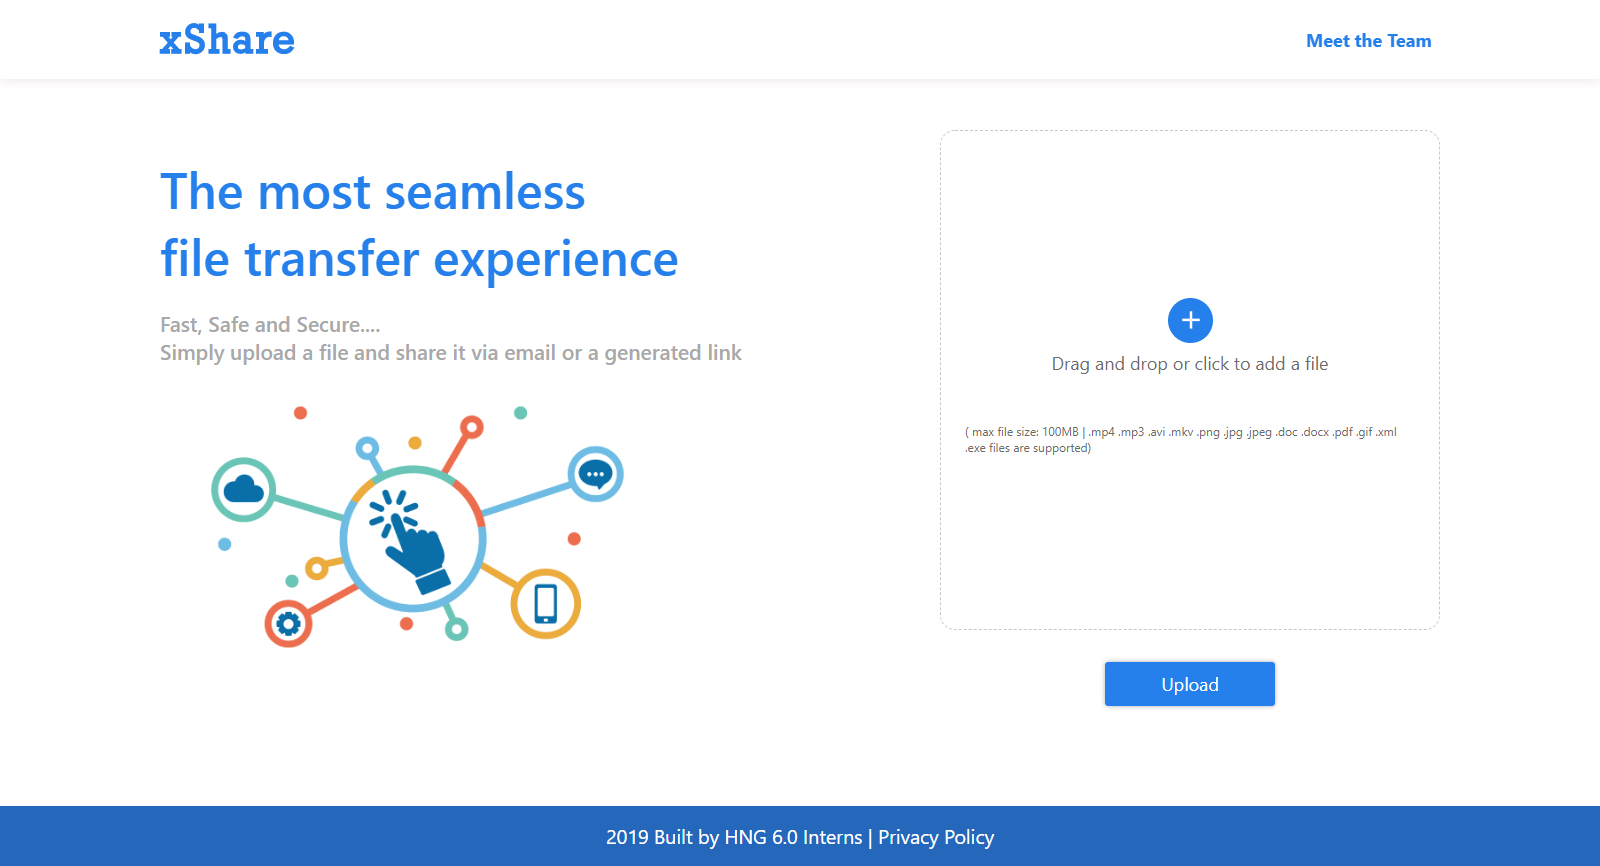 xShare
Meet the Team
The most seamless
file transfer experience
Fast, Safe and Secure....
Simply upload a file and share it via email or a generated link
Drag and drop or click to add a file
( max file size: 100MB | .mp4 .mp3 .avi .mkv .png .jpg .jpeg .doc .docx .pdf .gif .xml
.exe files are supported)
Upload
2019 Built by HNG 6.0 Interns | Privacy Policy